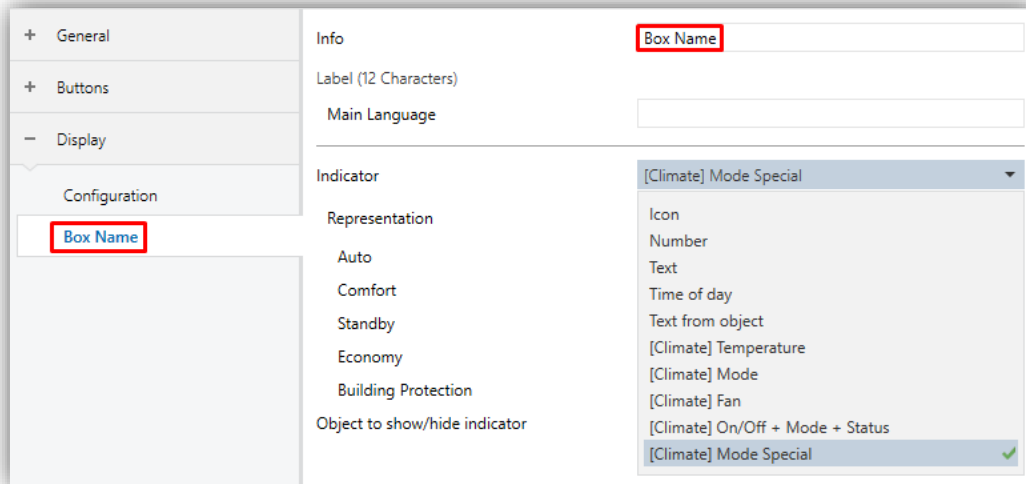 + General
+ Buttons
− Display
Configuration
Box Name
Info
Box Name
Label (12 Characters)
Main Language
Indicator
[Climate] Mode Special
Representation
Auto
Comfort
Standby
Economy
Building Protection
Object to show/hide indicator
Icon
Number
Text
Time of day
Text from object
[Climate] Temperature
[Climate] Mode
[Climate] Fan
[Climate] On/Off + Mode + Status
[Climate] Mode Special